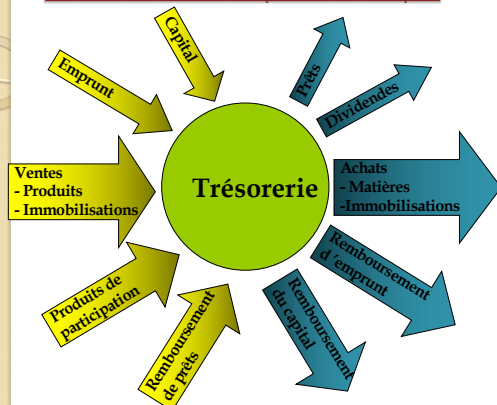 Capital
Emprunt
Ventes
- Produits
- Immobilisations
Produits de
participation
Remboursement
de prêts
Trésorerie
Prêts
Dividendes
Achats
- Matières
-Immobilisations
Remboursement
d ’emprunt
Remboursement
du capital